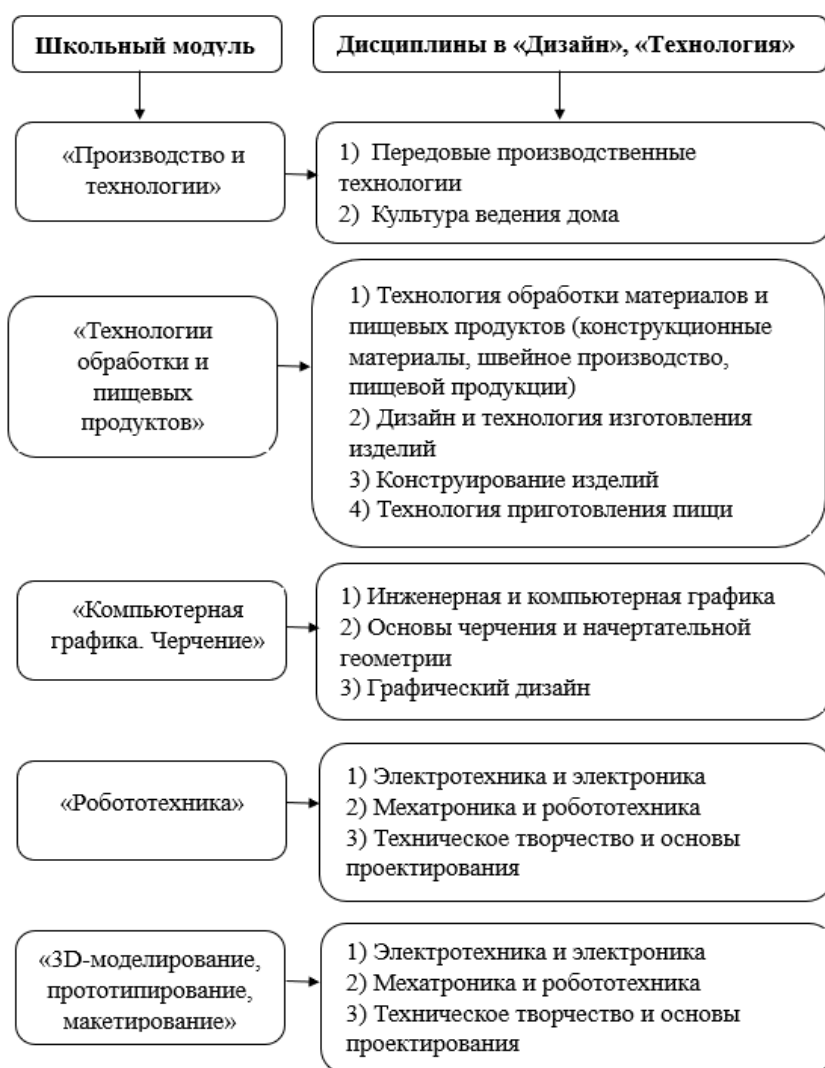 Школьный модуль
Дисциплины в «Дизайн», «Технология»
«Производство и
технологии»
1) Передовые производственные
технологии
2) Культура ведения дома
«Технологии
обработки и
пищевых
продуктов»
1) Технология обработки материалов и
пищевых продуктов (конструкционные
материалы, швейное производство,
пищевой продукции)
2) Дизайн и технология изготовления
изделий
3) Конструирование изделий
4) Технология приготовления пищи
«Компьютерная
графика. Черчение»
1) Инженерная и компьютерная графика
2) Основы черчения и начертательной
геометрии
3) Графический дизайн
«Робототехника»
1) Электротехника и электроника
2) Мехатроника и робототехника
3) Техническое творчество и основы
проектирования
«3D-моделирование,
прототипирование,
макетирование»
1) Электротехника и электроника
2) Мехатроника и робототехника
3) Техническое творчество и основы
проектирования